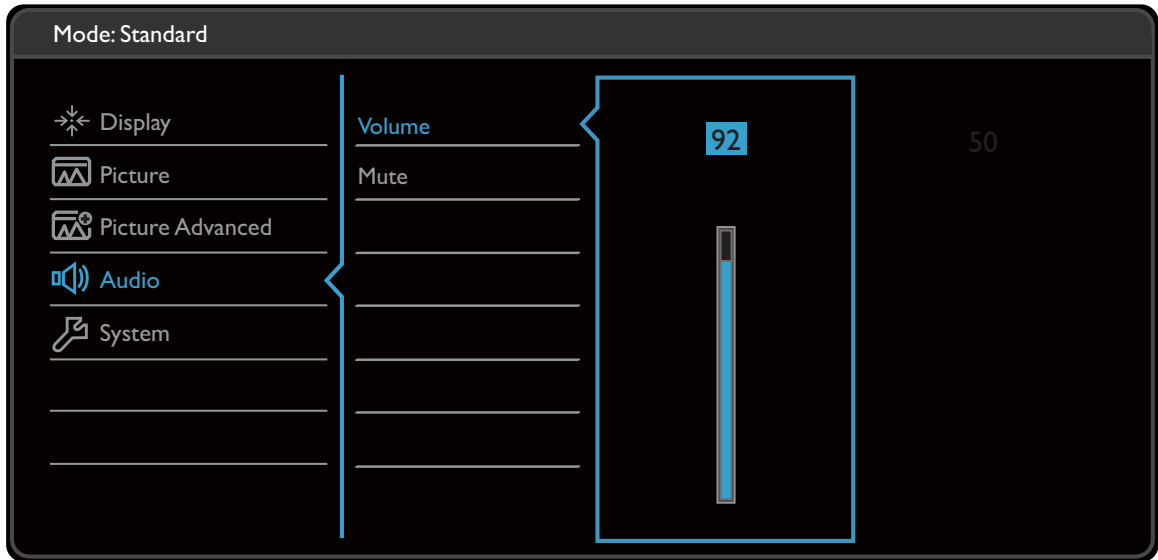 Mode: Standard
Display
Picture
Picture Advanced
Audio
System
Volume
Mute
92
50